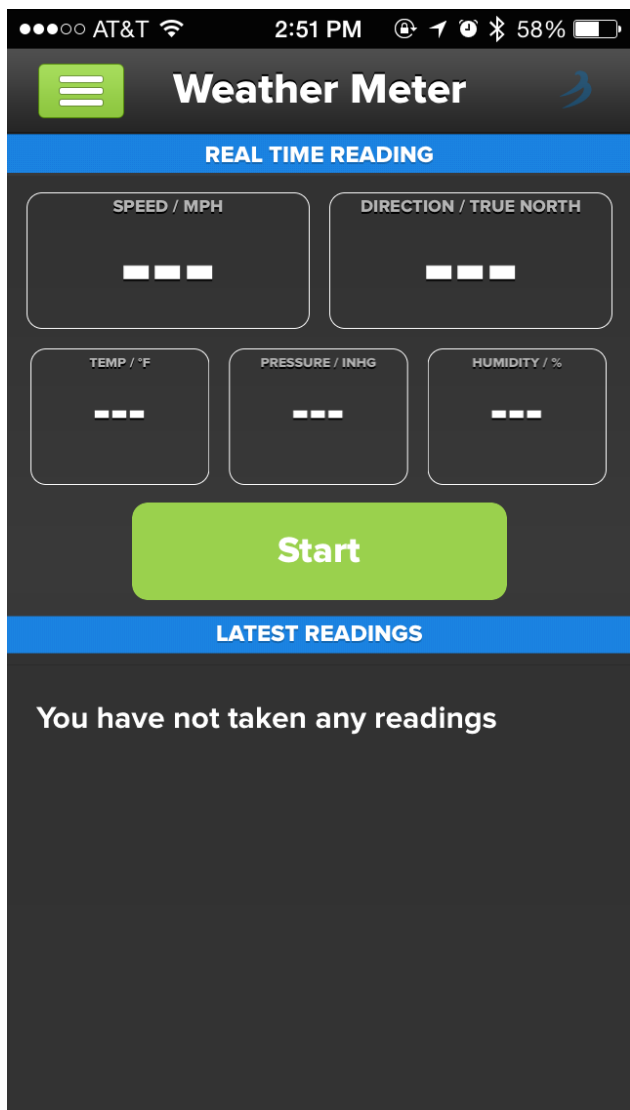 AT&T 2:51 PM 58%
Weather Meter
REAL TIME READING
SPEED / MPH DIRECTION / TRUE NORTH
--- ---
TEMP / °F PRESSURE / INHG HUMIDITY / %
--- --- ---
Start
LATEST READINGS
You have not taken any readings